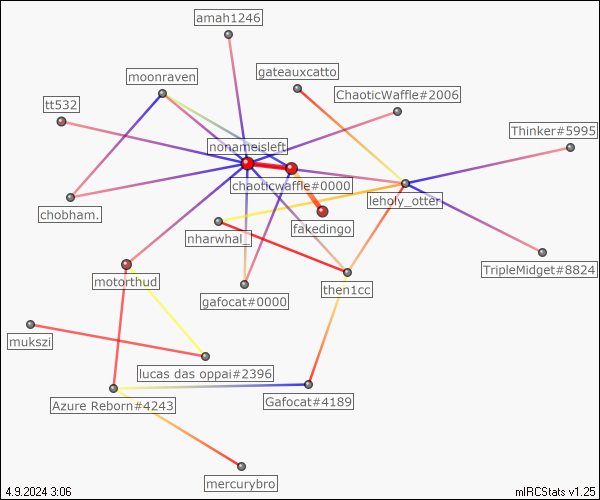 amah1246
gateauxcatto
moonraven
ChaoticWaffle#2006
tt532
Thinker#5995
nonameisleft
chaoticwaffle#0000
leholy_otter
chobham.
fakedingo
nharwhal_
TripleMidget#8824
motorthud
then1cc
gafocat#0000
mukszi
lucas das oppai#2396
Azure Reborn#4243
Gafocat#4189
mercurybro
4.9.2024 3:06
mIRCStats v1.25